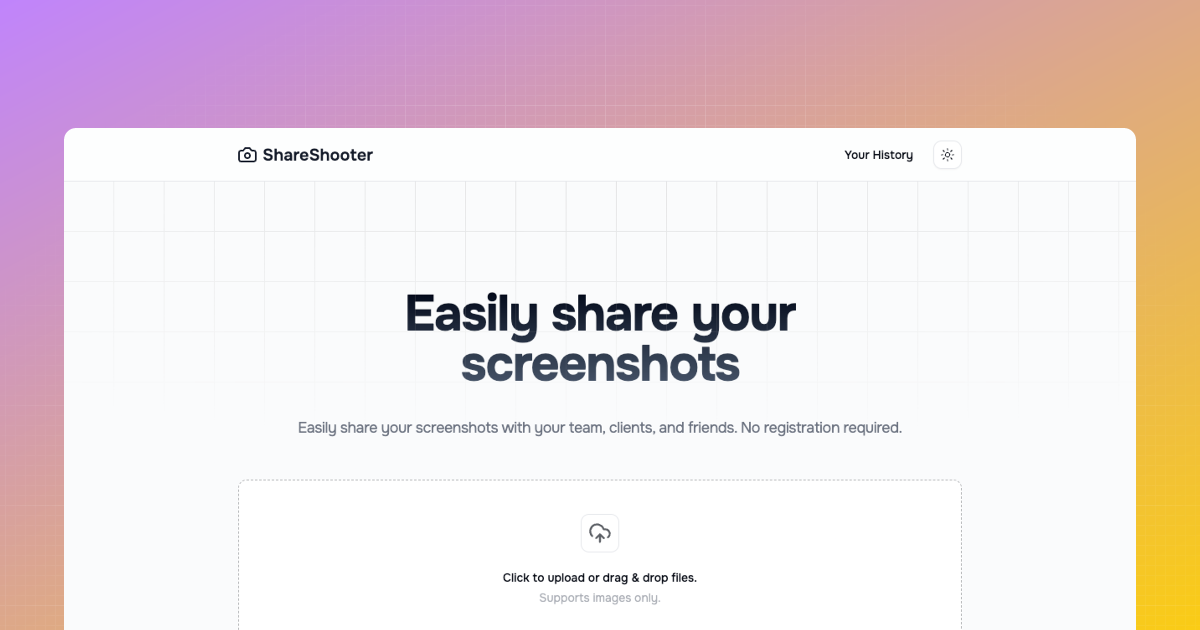 ShareShooter
Your History
Easily share your
screenshots
Easily share your screenshots with your team, clients, and friends. No registration required.
Click to upload or drag & drop files.
Supports images only.